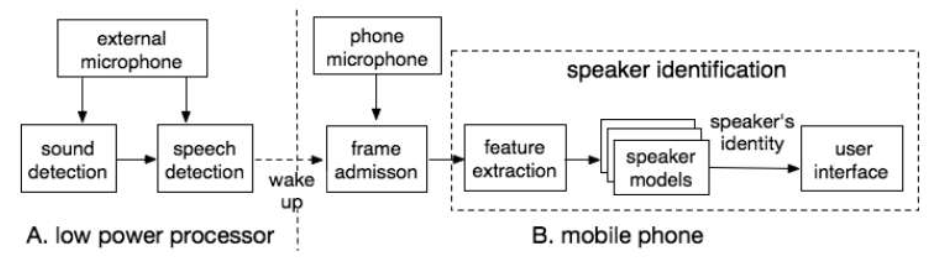 external
microphone
sound
detection
speech
detection
wake
up
A. low power processor
phone
microphone
frame
admisson
speaker identification
feature
extraction
speaker
models
speaker's
identity
user
interface
B. mobile phone